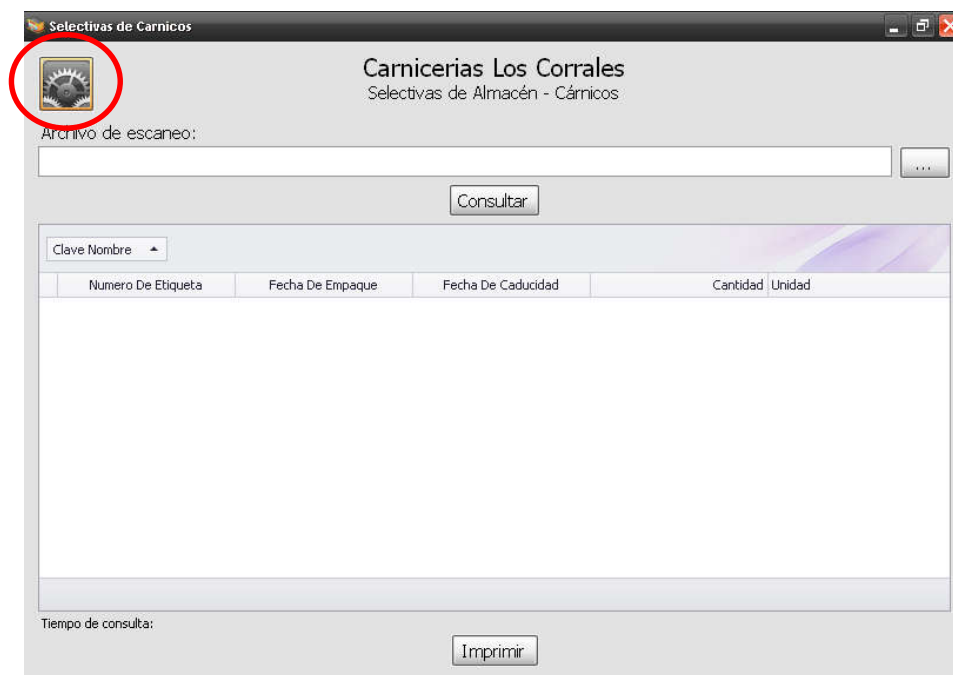 Selectivas de Carnicos
Carnicerias Los Corrales
Selectivas de Almacén - Cárnicos
Archivo de escaneo:
...
Consultar
Clave Nombre
Numero De Etiqueta Fecha De Empaque Fecha De Caducidad Cantidad Unidad
Tiempo de consulta:
Imprimir